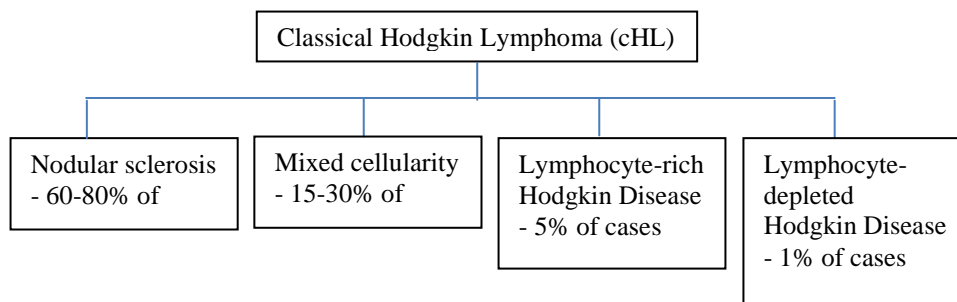 Classical Hodgkin Lymphoma (cHL)
Nodular sclerosis
- 60-80% of
Mixed cellularity
- 15-30% of
Lymphocyte-rich
Hodgkin Disease
- 5% of cases
Lymphocyte-
depleted
Hodgkin Disease
- 1% of cases